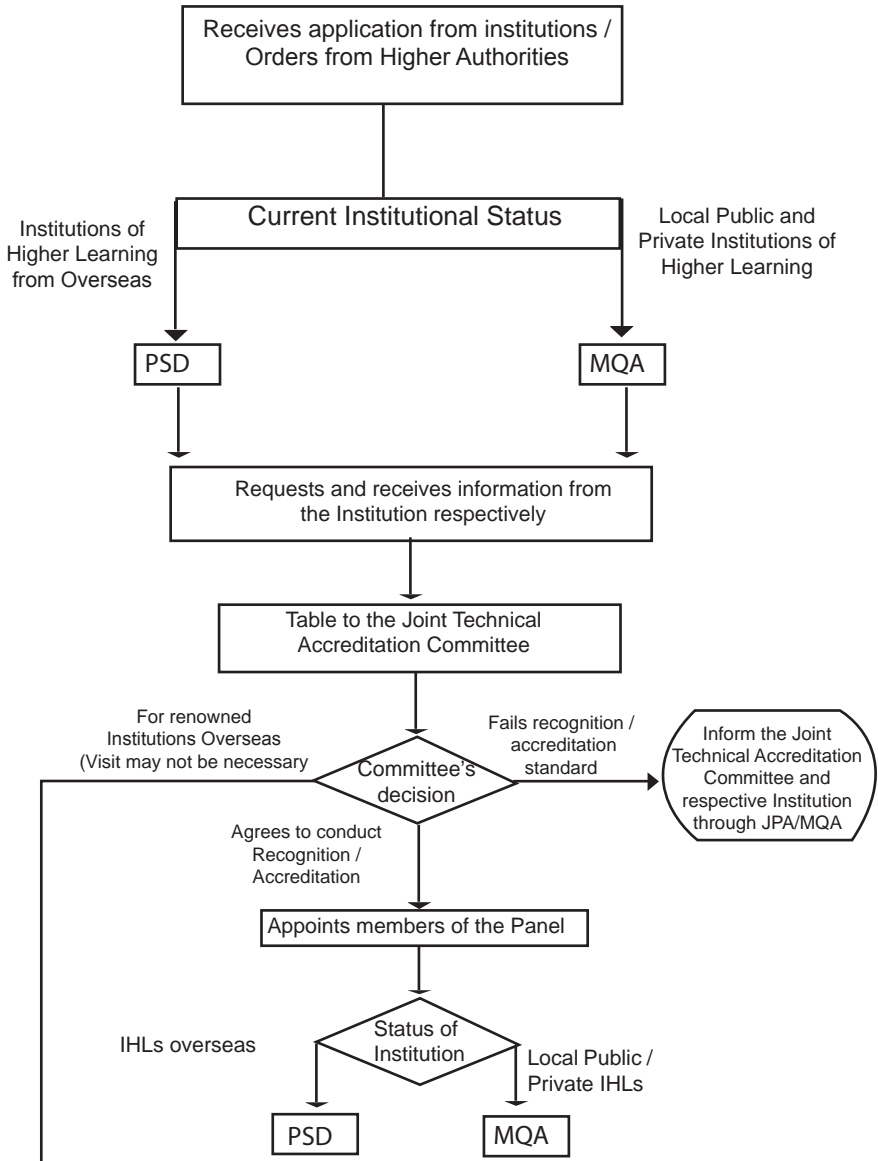 Receives application from institutions /
Orders from Higher Authorities
Current Institutional Status
Institutions of
Higher Learning
from Overseas
Local Public and
Private Institutions of
Higher Learning
PSD
MQA
Requests and receives information from
the Institution respectively
Table to the Joint Technical
Accreditation Committee
For renowned
Institutions Overseas
(Visit may not be necessary
Committee's
decision
Fails recognition /
accreditation
standard
Inform the Joint
Technical Accreditation
Committee and
respective Institution
through JPA/MQA
Agrees to conduct
Recognition /
Accreditation
Appoints members of the Panel
IHLs overseas
Status of
Institution
Local Public /
Private IHLs
PSD
MQA